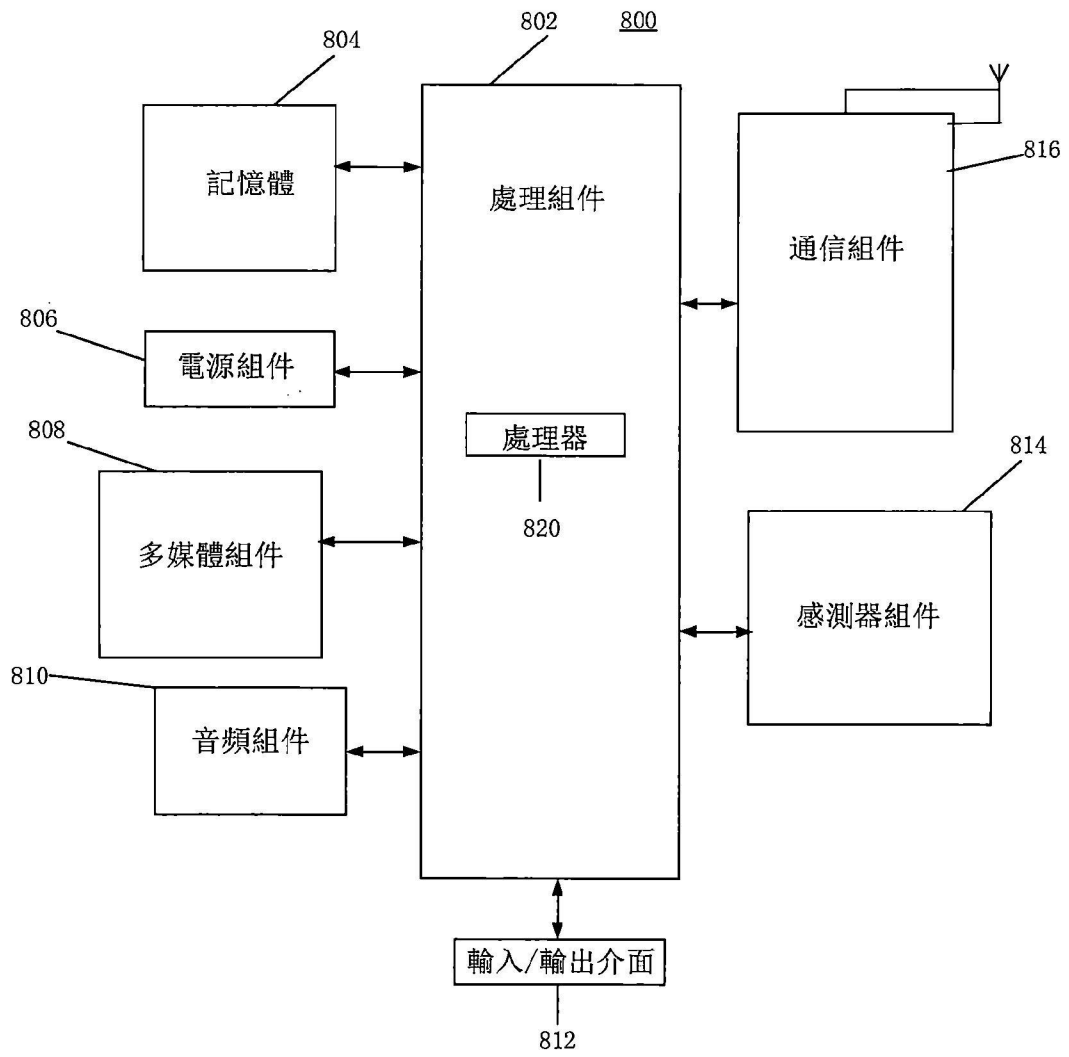 802
800
804
記憶體
處理組件
816
通信組件
806
電源組件
808
處理器
820
814
多媒體組件
感測器組件
810
音頻組件
輸入/輸出介面
812